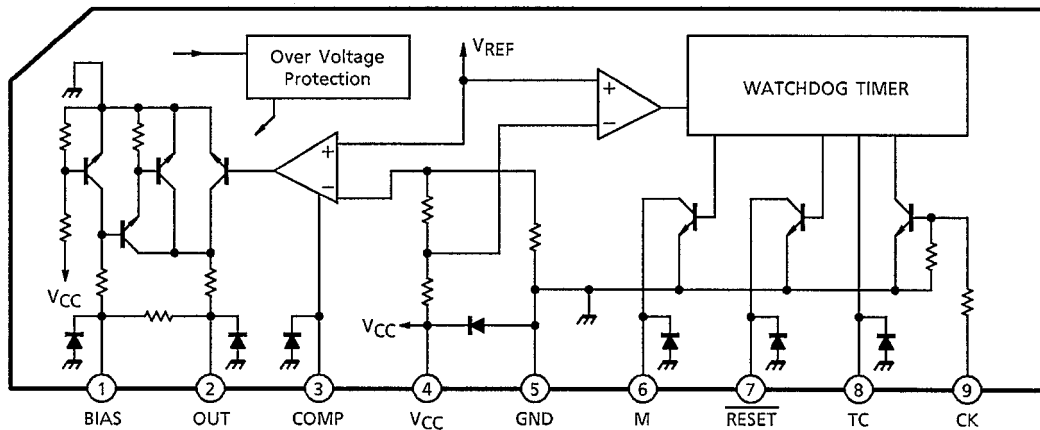 Over Voltage
Protection
VREF
WATCHDOG TIMER
+
−
+
−
VCC
VCC
1
2
3
4
5
6
7
8
9
BIAS
OUT
COMP
VCC
GND
M
RESET
TC
CK